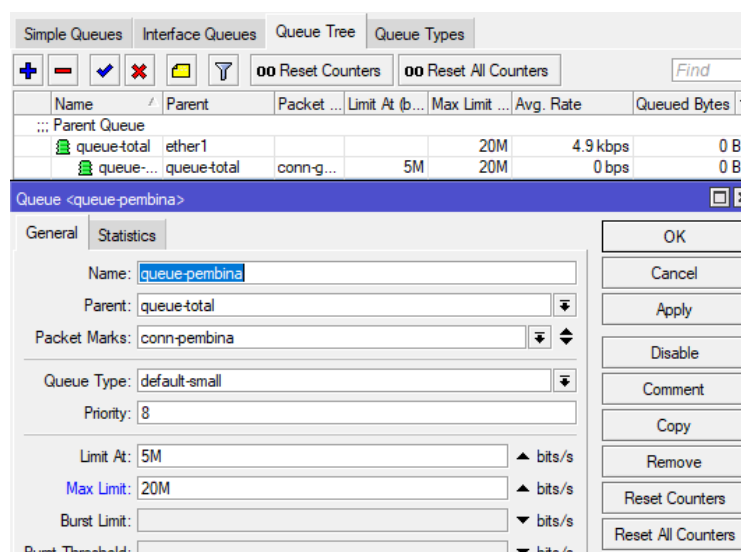 Simple Queues Interface Queues Queue Tree Queue Types
00 Reset Counters 00 Reset All Counters Find
Name Parent Packet ... Limit At (b... Max Limit ... Avg. Rate Queued Bytes
::: Parent Queue
queue-total ether1 20M 4.9 kbps 0 B
queue-... queue-total conn-g... 5M 20M 0 bps 0 B
Queue <queue-pembina>
General Statistics
OK
Name: queue-pembina
Cancel
Parent: queue-total
Apply
Packet Marks: conn-pembina
Disable
Queue Type: default-small
Comment
Priority: 8
Copy
Limit At: 5M bits/s
Remove
Max Limit: 20M bits/s
Reset Counters
Burst Limit: bits/s
Reset All Counters
Burst Threshold: bits/s